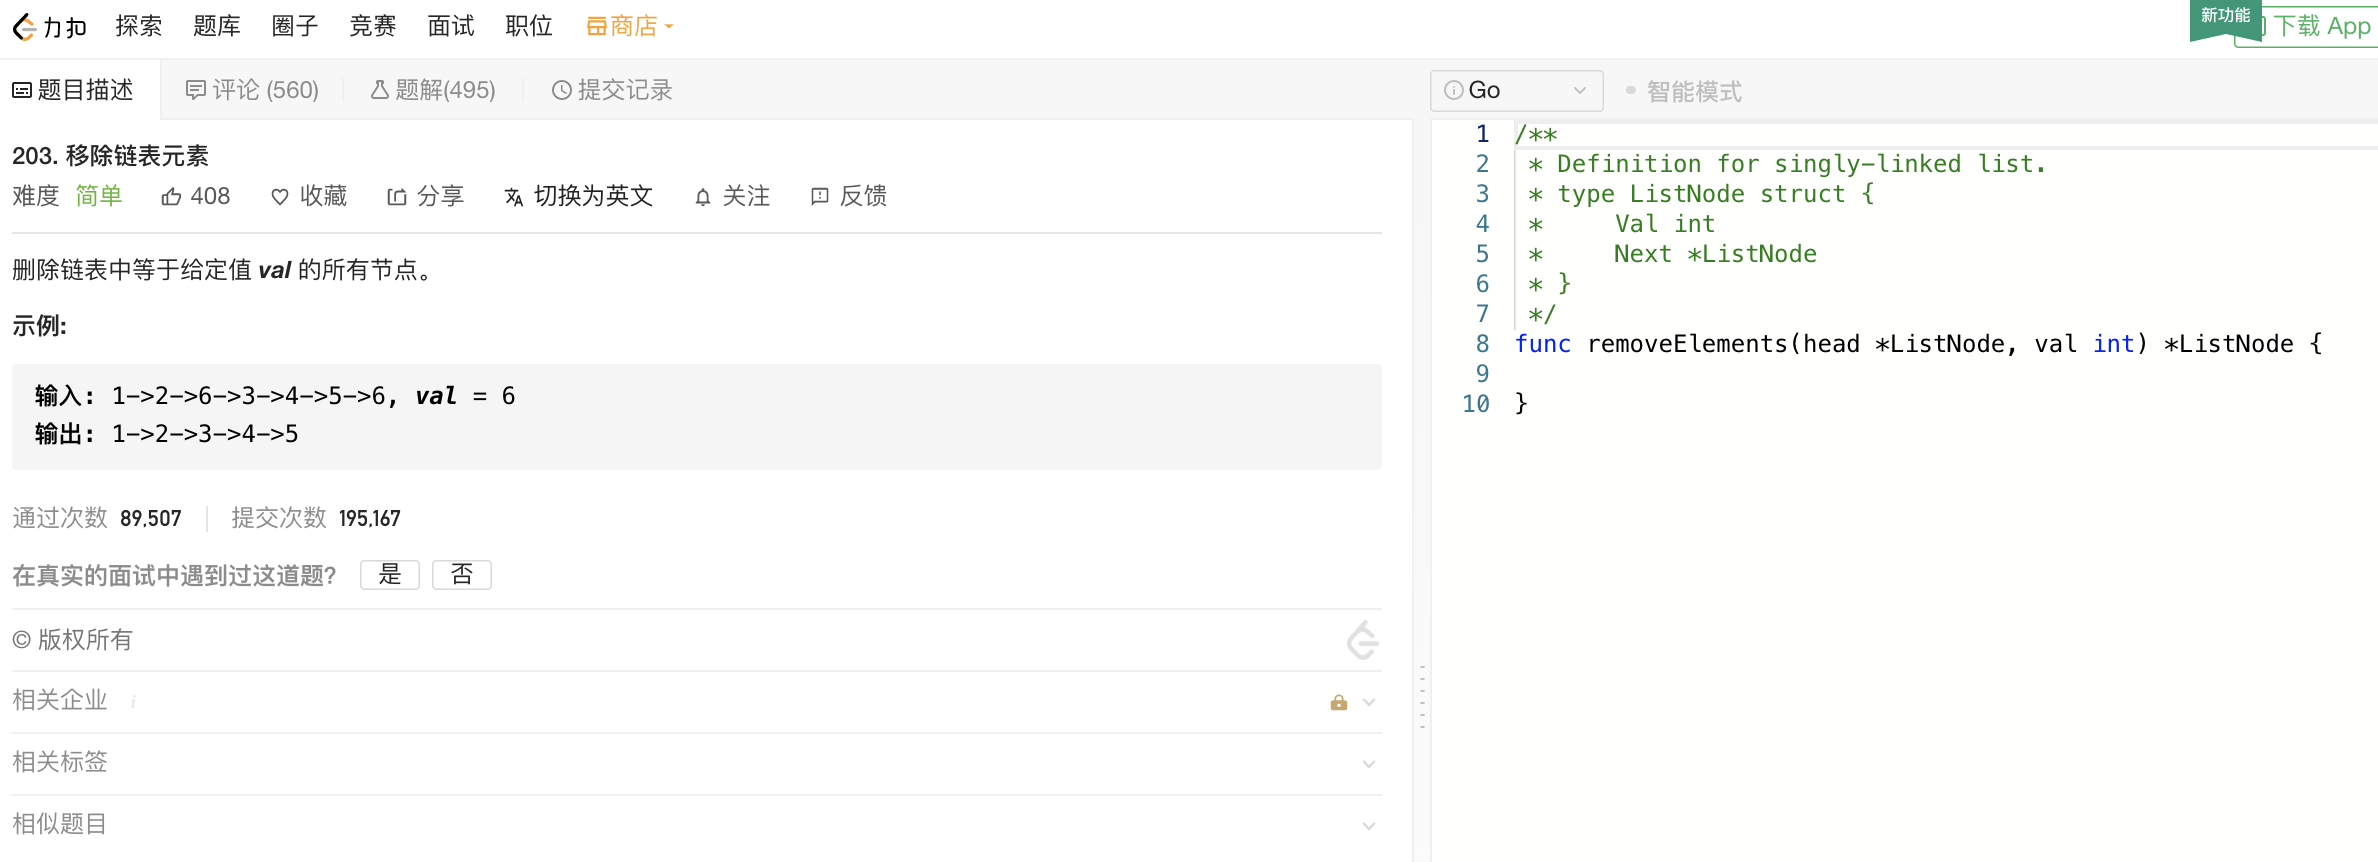 力扣 探索 题库 圈子 竞赛 面试 职位 商店 新功能 下载 App
题目描述 评论 (560) 题解(495) 提交记录
203. 移除链表元素
难度 简单 408 收藏 分享 切换为英文 关注 反馈
删除链表中等于给定值 val 的所有节点。
示例:
输入: 1->2->6->3->4->5->6, val = 6
输出: 1->2->3->4->5
通过次数 89,507 提交次数 195,167
在真实的面试中遇到过这道题? 是 否
© 版权所有
相关企业 i
相关标签
相似题目
Go 智能模式
1 /**
2  * Definition for singly-linked list.
3  * type ListNode struct {
4  *     Val int
5  *     Next *ListNode
6  * }
7  */
8 func removeElements(head *ListNode, val int) *ListNode {
9
10 }